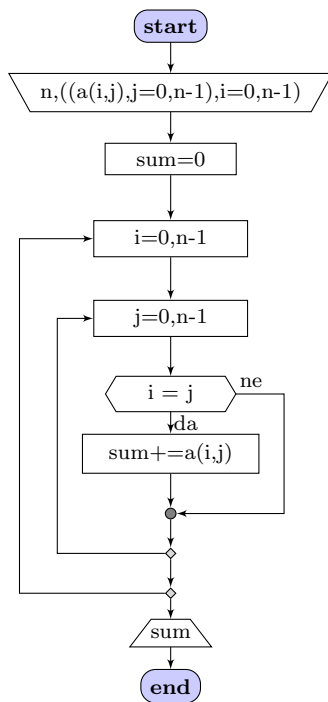 start
n,((a(i,j),j=0,n-1),i=0,n-1)
sum=0
i=0,n-1
j=0,n-1
i = j
ne
da
sum+=a(i,j)
sum
end